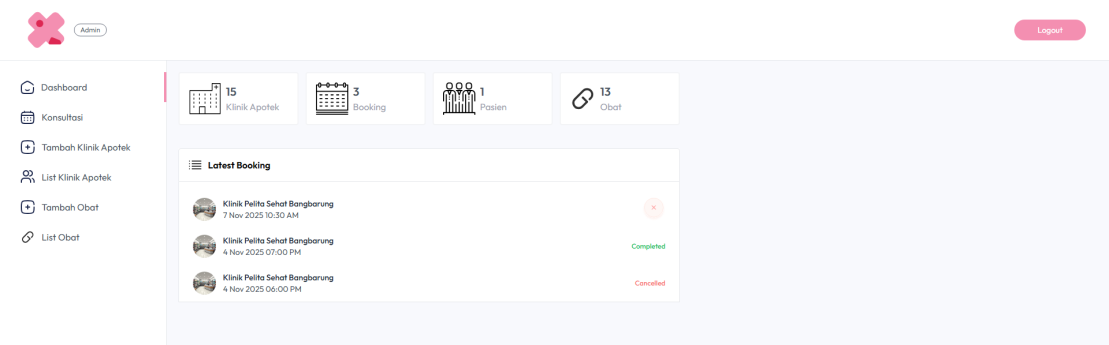 Admin
Logout
Dashboard
Konsultasi
Tambah Klinik Apotek
List Klinik Apotek
Tambah Obat
List Obat
15
Klinik Apotek
3
Booking
1
Pasien
13
Obat
Latest Booking
Klinik Pelita Sehat Bangbarung
7 Nov 2025 10:30 AM
Klinik Pelita Sehat Bangbarung
4 Nov 2025 07:00 PM
Completed
Klinik Pelita Sehat Bangbarung
4 Nov 2025 06:00 PM
Cancelled